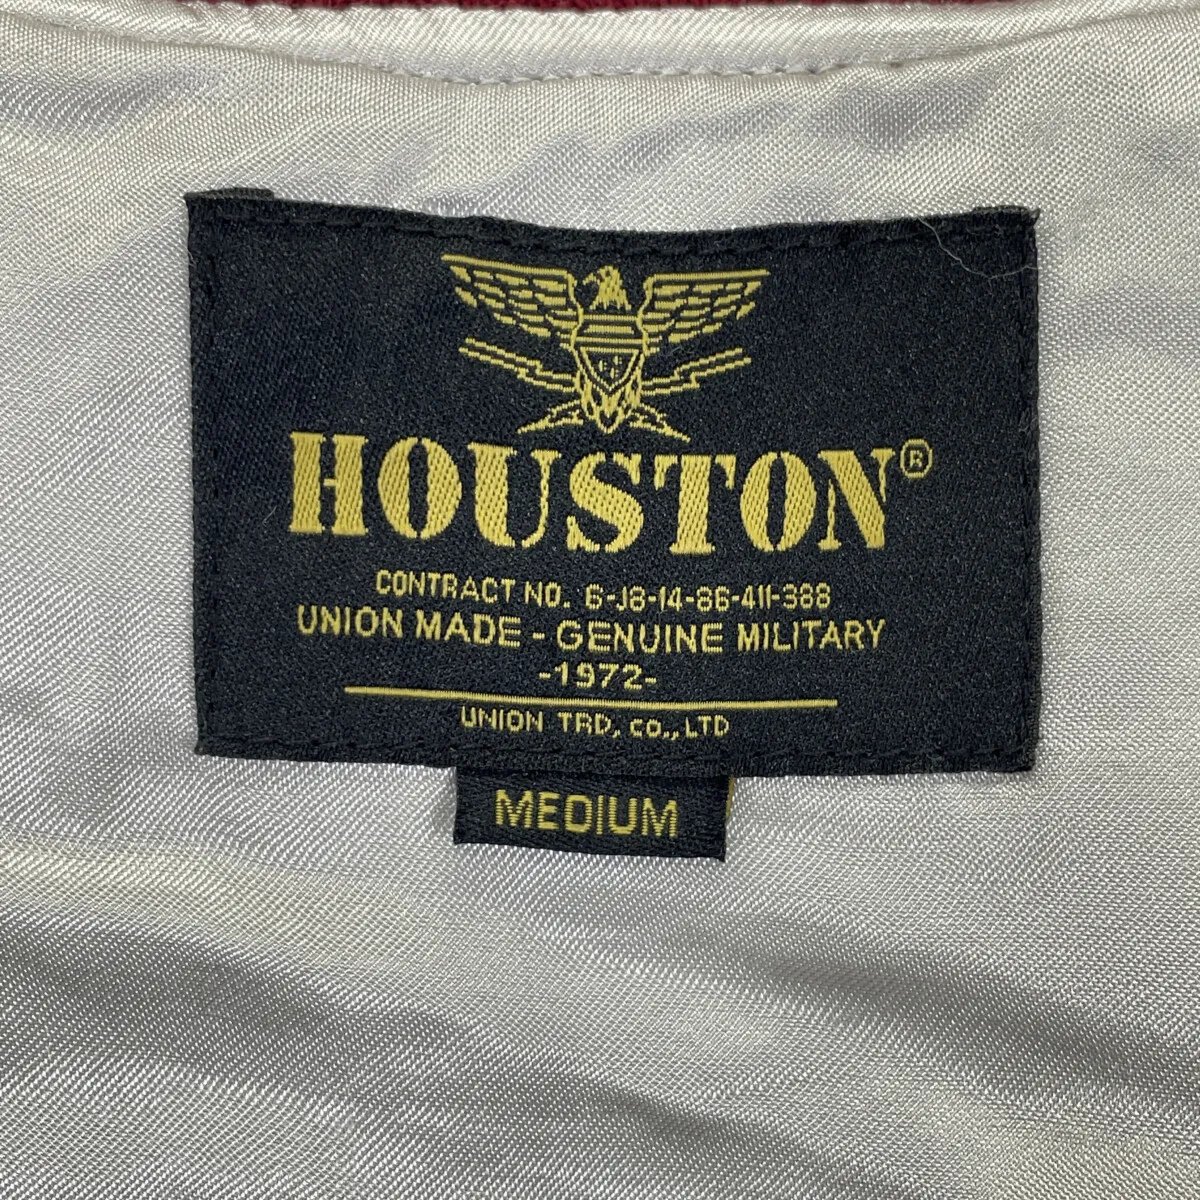 HOUSTON®
CONTRACT NO. 6-J8-14-86-411-388
UNION MADE - GENUINE MILITARY
-1972-
UNION TRD, CO.,LTD
MEDIUM